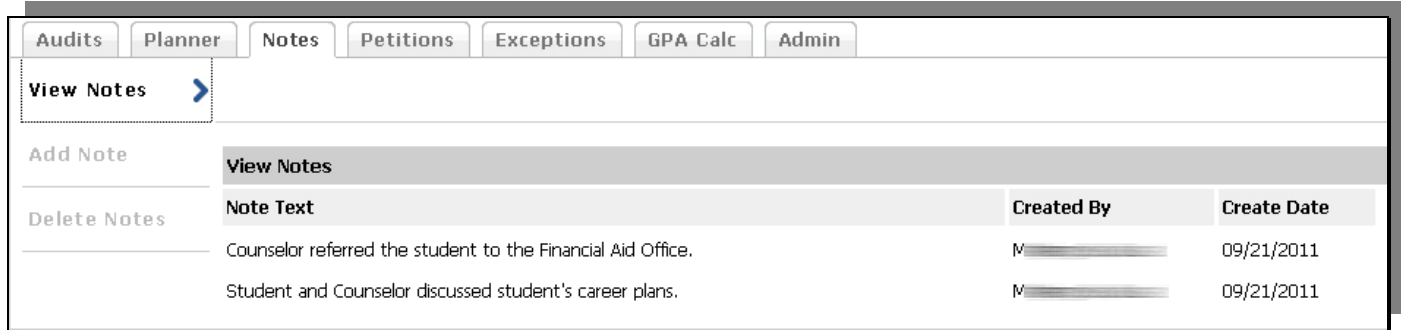 Audits Planner Notes Petitions Exceptions GPA Calc Admin
View Notes
Add Note
View Notes
Delete Notes
Note Text Created By Create Date
Counselor referred the student to the Financial Aid Office. M 09/21/2011
Student and Counselor discussed student's career plans. M 09/21/2011